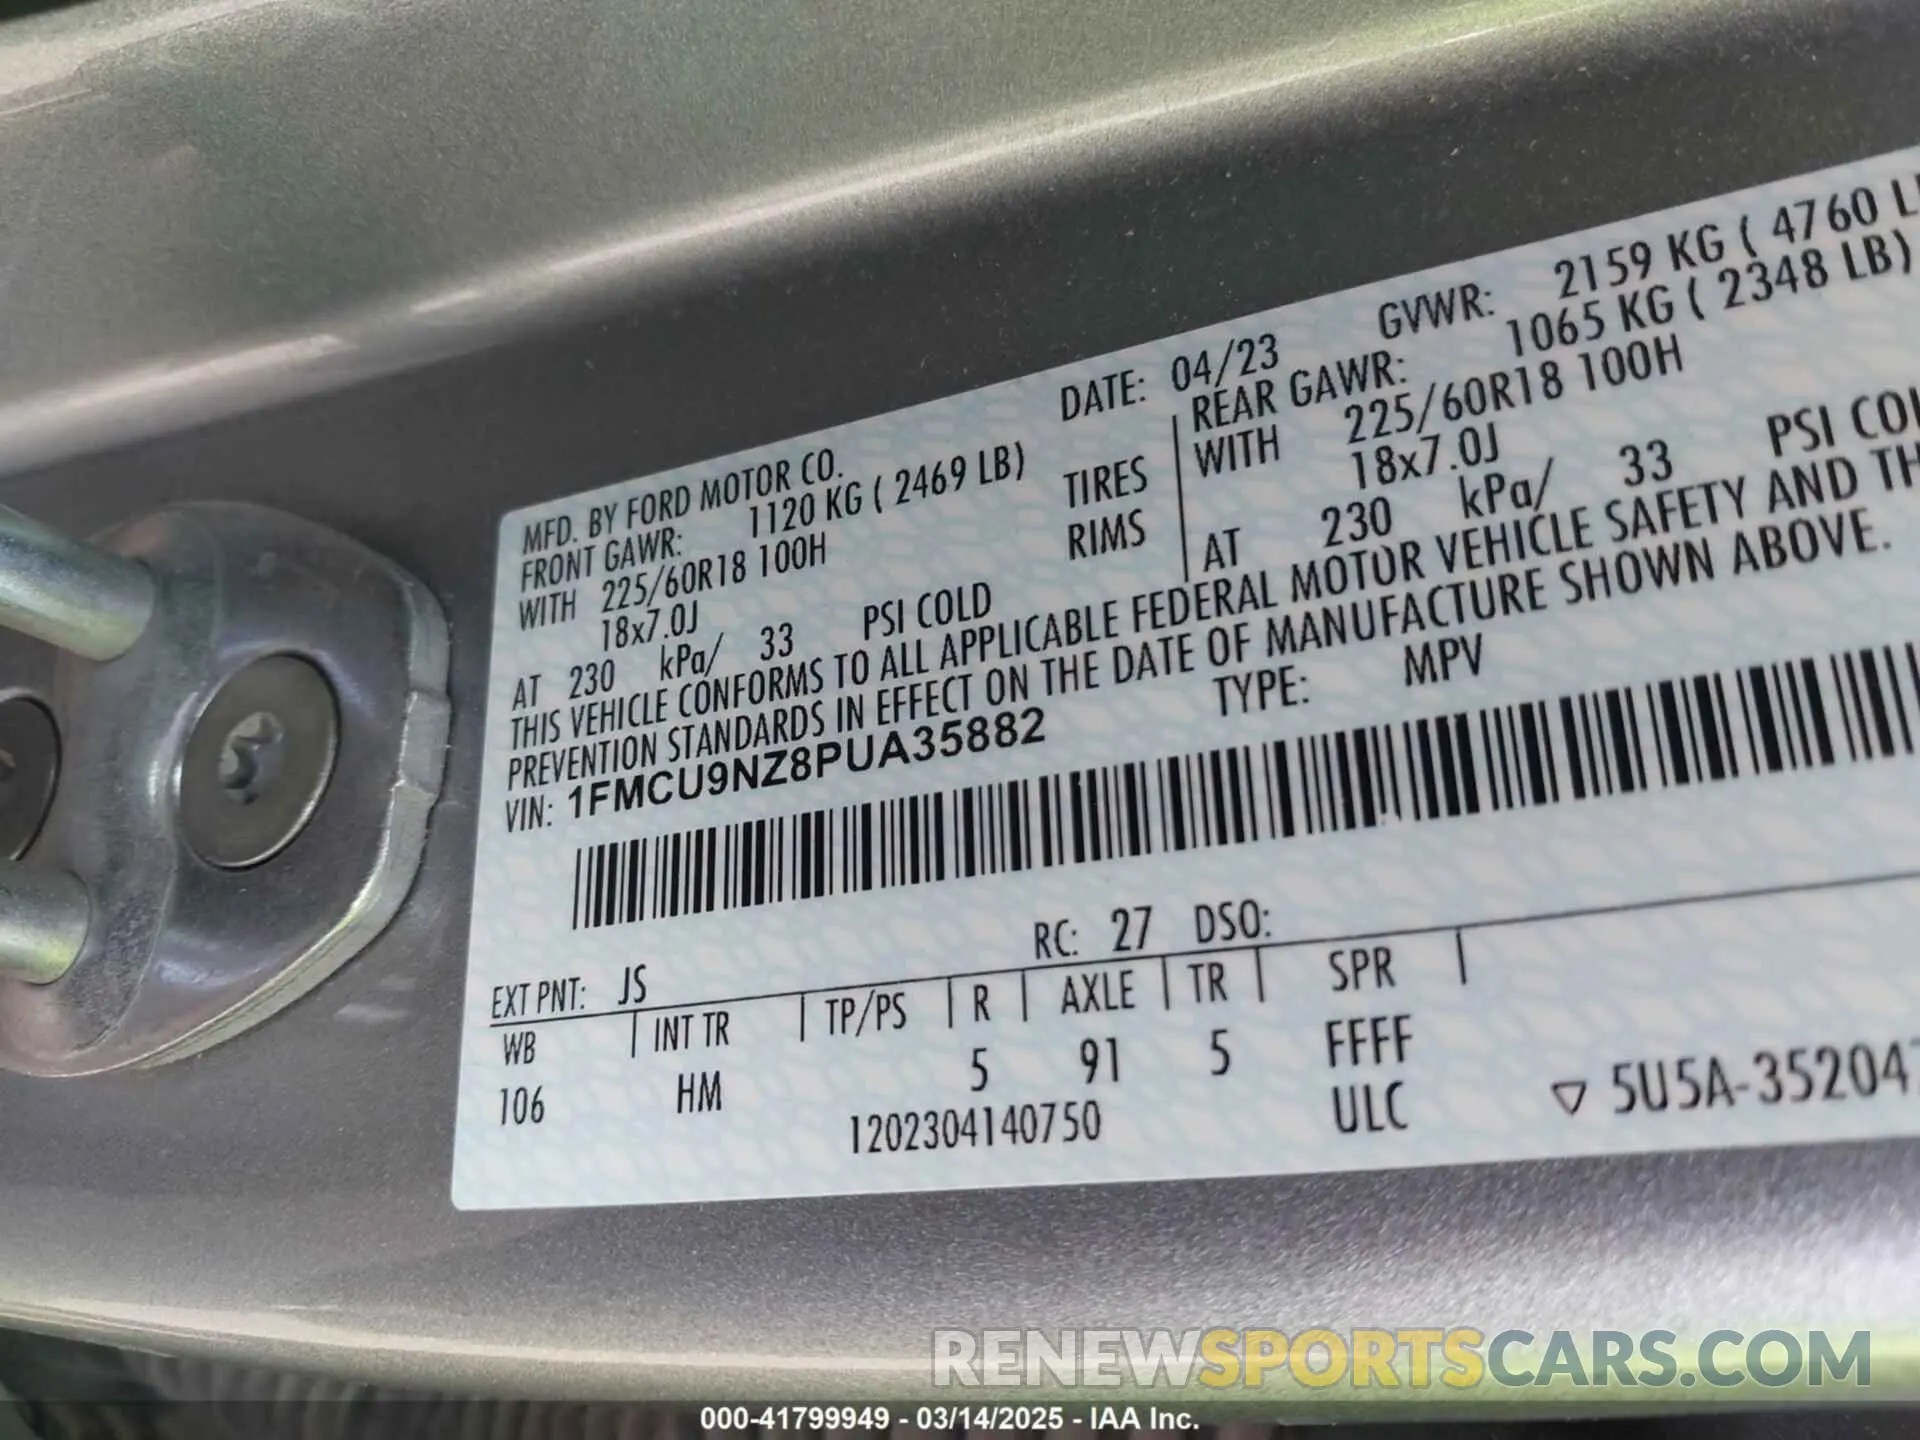 MFD. BY FORD MOTOR CO. DATE: 04/23 GVWR: 2159 KG ( 4760
FRONT GAWR: 1120 KG ( 2469 LB) REAR GAWR: 1065 KG ( 2348 LB)
WITH 225/60R18 100H TIRES WITH 225/60R18 100H
18x7.0J RIMS 18x7.0J
AT 230 kPa/ 33 PSI COLD AT 230 kPa/ 33 PSI
THIS VEHICLE CONFORMS TO ALL APPLICABLE FEDERAL MOTOR VEHICLE SAFETY AND
PREVENTION STANDARDS IN EFFECT ON THE DATE OF MANUFACTURE SHOWN ABOVE.
VIN: 1FMCU9NZ8PUA35882 TYPE: MPV
EXT PNT: JS RC: 27 DSO:
WB INT TR TP/PS R AXLE TR SPR
106 HM 5 91 5 FFFF
1202304140750 ULC ▽ 5U5A-35204
RENEWSPORTSCARS.COM
000-41799949 - 03/14/2025 - IAA Inc.